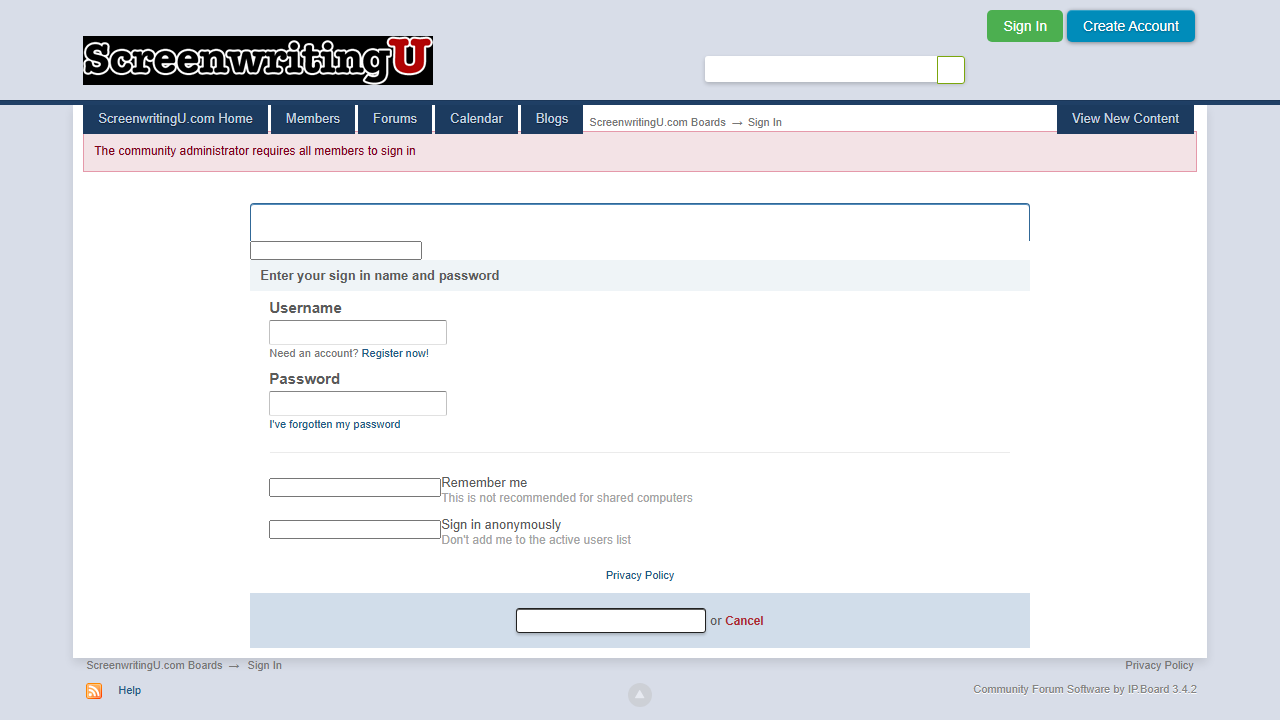 Sign In
Create Account
ScreenwritingU
ScreenwritingU.com Home
Members
Forums
Calendar
Blogs
ScreenwritingU.com Boards → Sign In
View New Content
The community administrator requires all members to sign in
Enter your sign in name and password
Username
Need an account? Register now!
Password
I've forgotten my password
Remember me
This is not recommended for shared computers
Sign in anonymously
Don't add me to the active users list
Privacy Policy
or Cancel
ScreenwritingU.com Boards → Sign In
Privacy Policy
Help
Community Forum Software by IP.Board 3.4.2